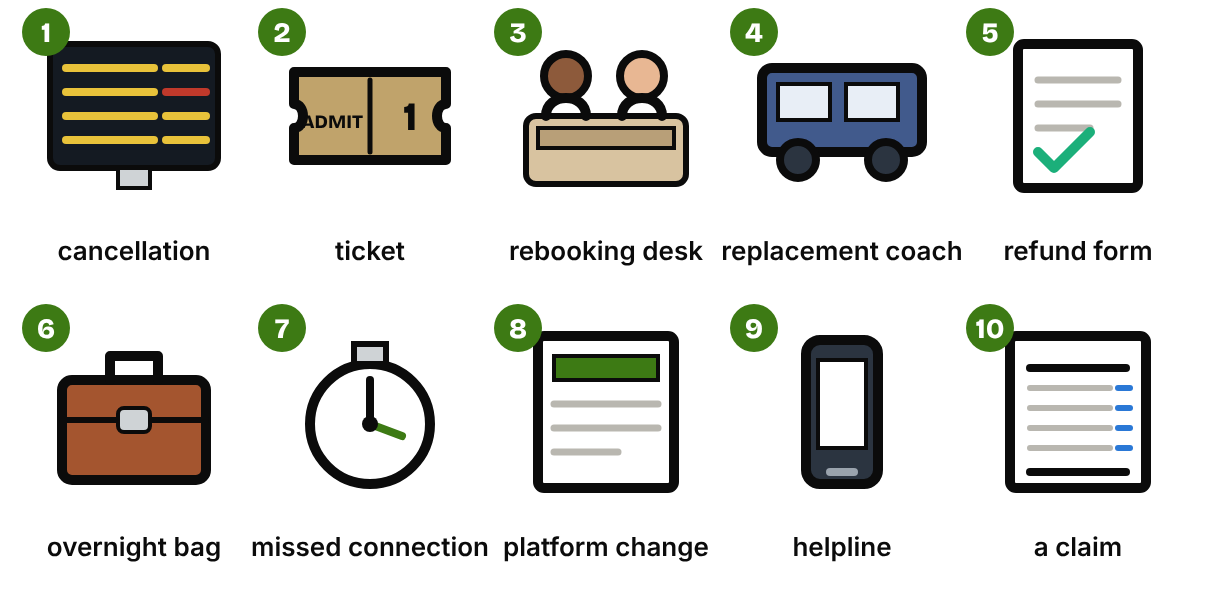 1
2
3
4
5
ADMIT 1
cancellation
ticket
rebooking desk
replacement coach
refund form
6
7
8
9
10
overnight bag
missed connection
platform change
helpline
a claim